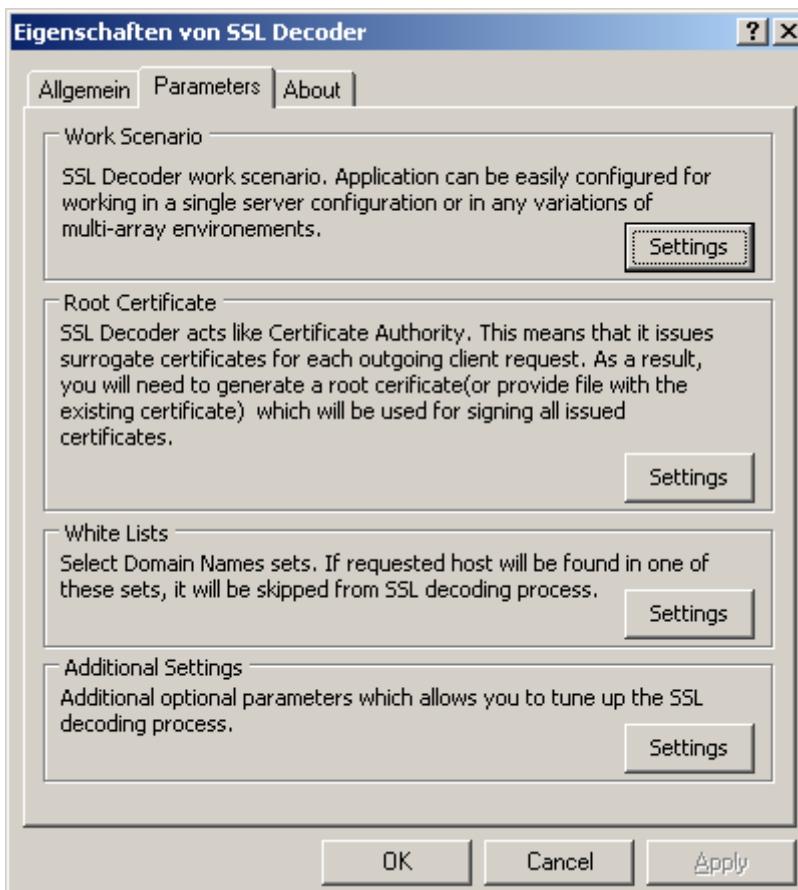 Eigenschaften von SSL Decoder
Allgemein
Parameters
About
Work Scenario
SSL Decoder work scenario. Application can be easily configured for
working in a single server configuration or in any variations of
multi-array environements.
Settings
Root Certificate
SSL Decoder acts like Certificate Authority. This means that it issues
surrogate certificates for each outgoing client request. As a result,
you will need to generate a root cerificate(or provide file with the
existing certificate)  which will be used for signing all issued
certificates.
Settings
White Lists
Select Domain Names sets. If requested host will be found in one of
these sets, it will be skipped from SSL decoding process.
Settings
Additional Settings
Additional optional parameters which allows you to tune up the SSL
decoding process.
Settings
OK
Cancel
Apply